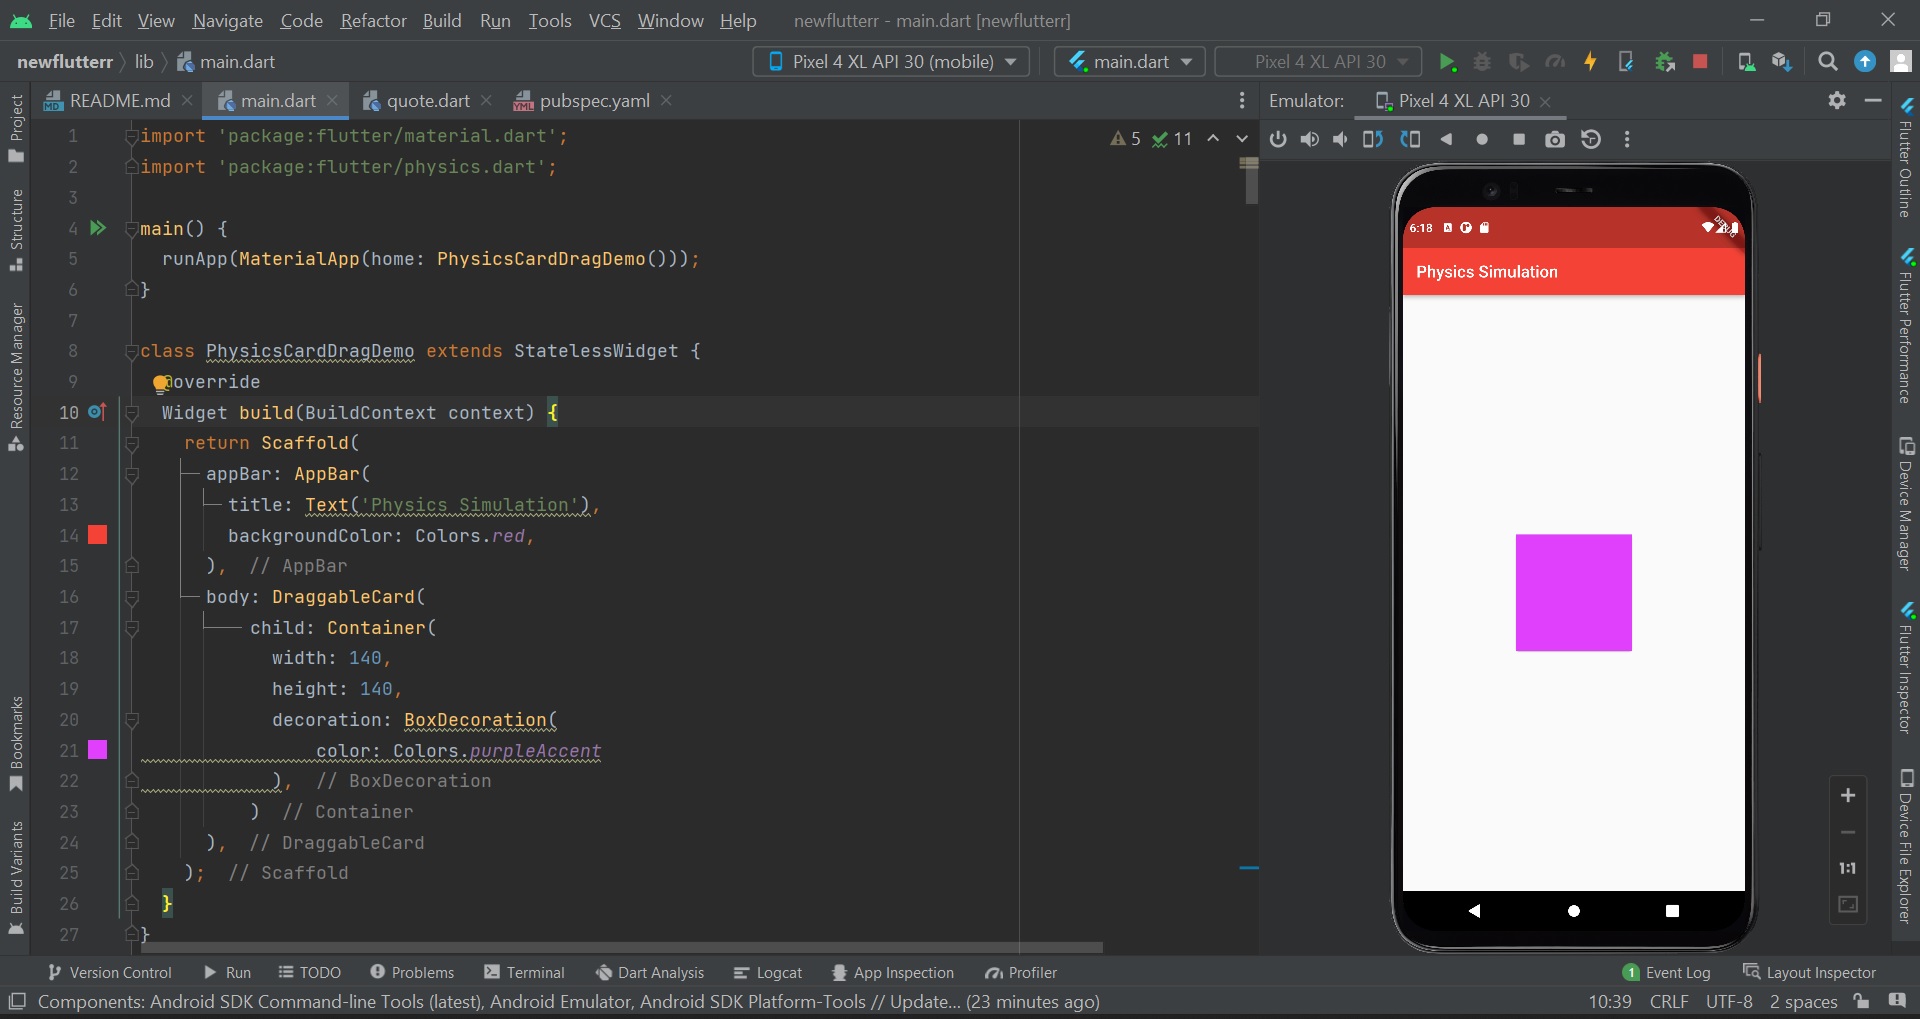 File Edit View Navigate Code Refactor Build Run Tools VCS Window Help newflutterr - main.dart [newflutterr]
newflutterr lib main.dart Pixel 4 XL API 30 (mobile) main.dart Pixel 4 XL API 30
README.md main.dart quote.dart pubspec.yaml Emulator: Pixel 4 XL API 30
Project
Structure
Resource Manager
Bookmarks
Build Variants
5 11
1 import 'package:flutter/material.dart';
2 import 'package:flutter/physics.dart';
3
4 main() {
5 runApp(MaterialApp(home: PhysicsCardDragDemo()));
6 }
7
8 class PhysicsCardDragDemo extends StatelessWidget {
9 @override
10 Widget build(BuildContext context) {
11 return Scaffold(
12 appBar: AppBar(
13 title: Text('Physics Simulation'),
14 backgroundColor: Colors.red,
15 ), // AppBar
16 body: DraggableCard(
17 child: Container(
18 width: 140,
19 height: 140,
20 decoration: BoxDecoration(
21 color: Colors.purpleAccent
22 ), // BoxDecoration
23 ) // Container
24 ), // DraggableCard
25 ); // Scaffold
26 }
27 }
6:18
DEBUG
Physics Simulation
1:1
Flutter Outline
Flutter Performance
Device Manager
Flutter Inspector
Device File Explorer
Version Control Run TODO Problems Terminal Dart Analysis Logcat App Inspection Profiler 1 Event Log Layout Inspector
Components: Android SDK Command-line Tools (latest), Android Emulator, Android SDK Platform-Tools // Update... (23 minutes ago) 10:39 CRLF UTF-8 2 spaces